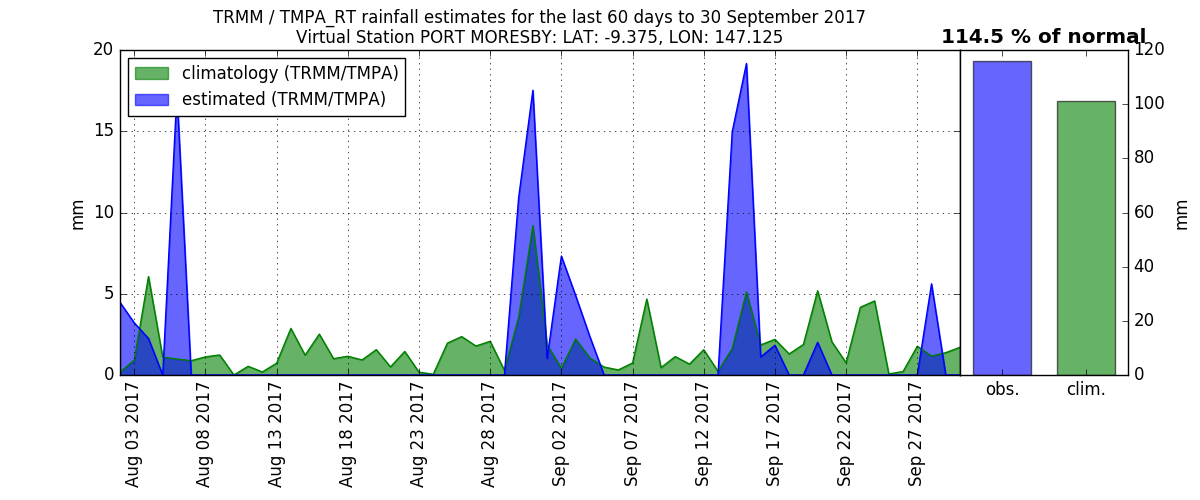 TRMM / TMPA_RT rainfall estimates for the last 60 days to 30 September 2017
Virtual Station PORT MORESBY: LAT: -9.375, LON: 147.125
114.5 % of normal
climatology (TRMM/TMPA)
estimated (TRMM/TMPA)
20
15
10
5
0
mm
120
100
80
60
40
20
0
mm
Aug 03 2017
Aug 08 2017
Aug 13 2017
Aug 18 2017
Aug 23 2017
Aug 28 2017
Sep 02 2017
Sep 07 2017
Sep 12 2017
Sep 17 2017
Sep 22 2017
Sep 27 2017
obs.
clim.